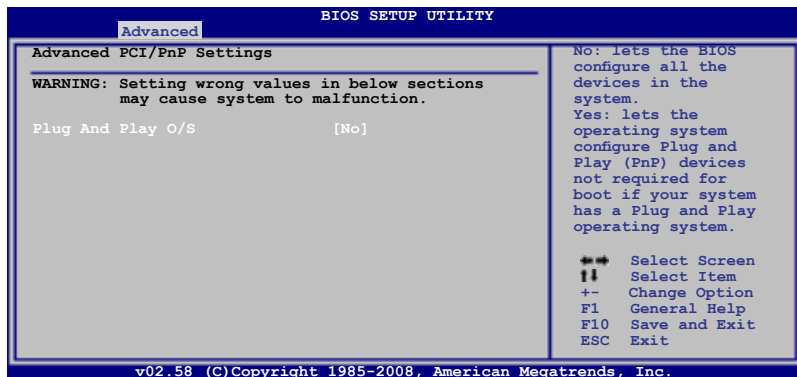 BIOS SETUP UTILITY
Advanced
Advanced PCI/PnP Settings
WARNING: Setting wrong values in below sections
may cause system to malfunction.
Plug And Play O/S [No]
No: lets the BIOS
configure all the
devices in the
system.
Yes: lets the
operating system
configure Plug and
Play (PnP) devices
not required for
boot if your system
has a Plug and Play
operating system.
←→ Select Screen
↑↓ Select Item
+- Change Option
F1 General Help
F10 Save and Exit
ESC Exit
v02.58 (C)Copyright 1985-2008, American Megatrends, Inc.